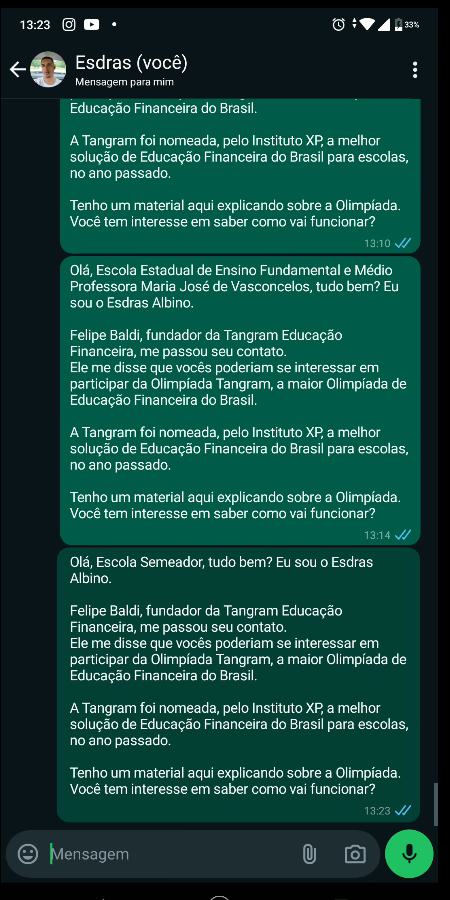 13:23
33%
Esdras (você)
Mensagem para mim
Educação Financeira do Brasil.
A Tangram foi nomeada, pelo Instituto XP, a melhor
solução de Educação Financeira do Brasil para escolas,
no ano passado.
Tenho um material aqui explicando sobre a Olimpíada.
Você tem interesse em saber como vai funcionar?
13:10
Olá, Escola Estadual de Ensino Fundamental e Médio
Professora Maria José de Vasconcelos, tudo bem? Eu
sou o Esdras Albino.
Felipe Baldi, fundador da Tangram Educação
Financeira, me passou seu contato.
Ele me disse que vocês poderiam se interessar em
participar da Olimpíada Tangram, a maior Olimpíada de
Educação Financeira do Brasil.
A Tangram foi nomeada, pelo Instituto XP, a melhor
solução de Educação Financeira do Brasil para escolas,
no ano passado.
Tenho um material aqui explicando sobre a Olimpíada.
Você tem interesse em saber como vai funcionar?
13:14
Olá, Escola Semeador, tudo bem? Eu sou o Esdras
Albino.
Felipe Baldi, fundador da Tangram Educação
Financeira, me passou seu contato.
Ele me disse que vocês poderiam se interessar em
participar da Olimpíada Tangram, a maior Olimpíada de
Educação Financeira do Brasil.
A Tangram foi nomeada, pelo Instituto XP, a melhor
solução de Educação Financeira do Brasil para escolas,
no ano passado.
Tenho um material aqui explicando sobre a Olimpíada.
Você tem interesse em saber como vai funcionar?
13:23
Mensagem